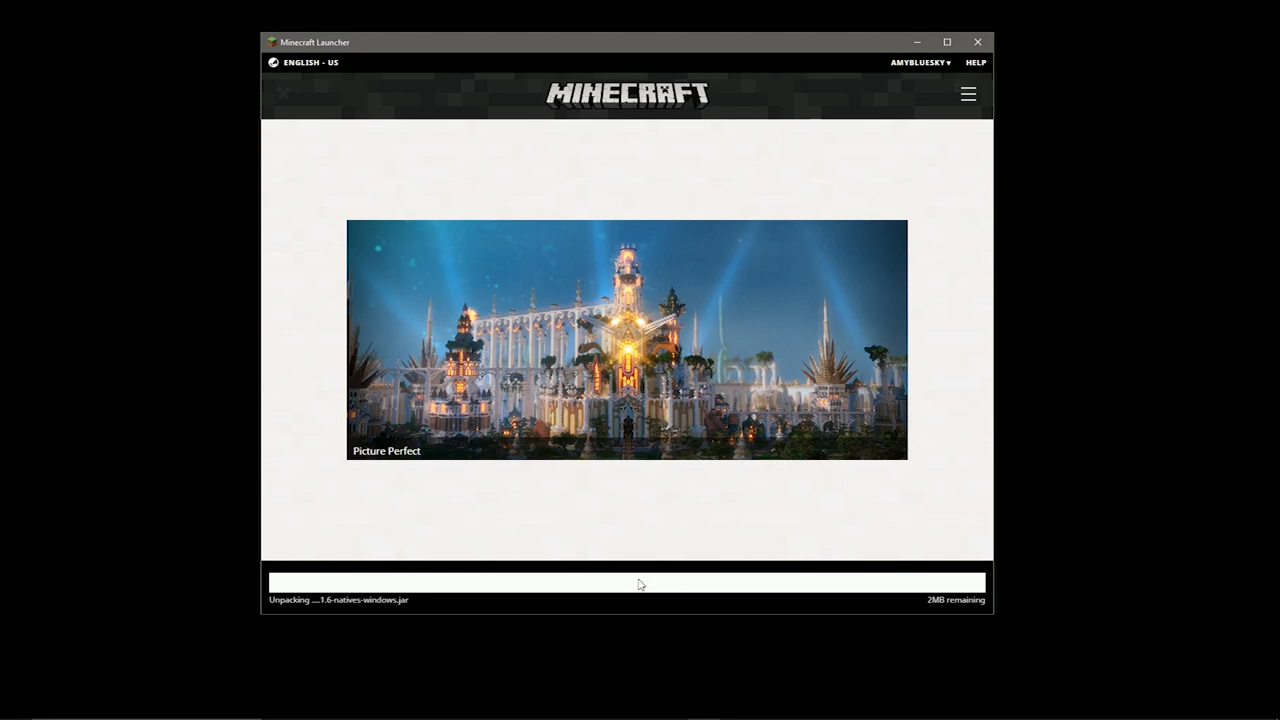 Minecraft Launcher
ENGLISH - US
AMYBLUESKY▾ HELP
MINECRAFT
Picture Perfect
Unpacking ....1.6-natives-windows.jar
2MB remaining